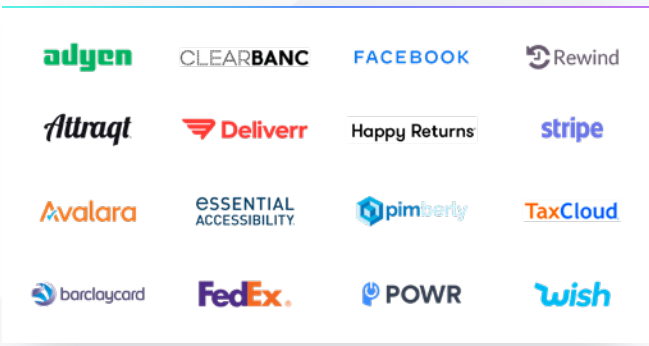 adyen
CLEARBANC
FACEBOOK
Rewind
Attraqt
Deliverr
Happy Returns
stripe
Avalara
eSSENTIAL
ACCESSIBILITY
pimberly
TaxCloud
barclaycard
FedEx®
POWR
wish